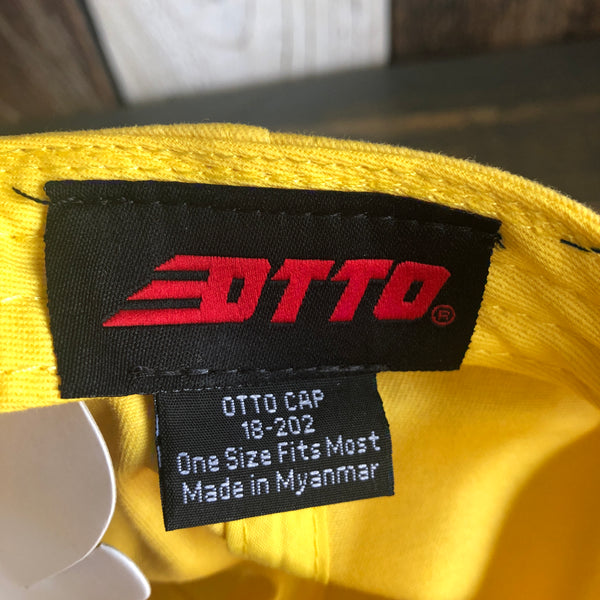 OTTO®
OTTO CAP
18-202
One Size Fits Most
Made in Myanmar